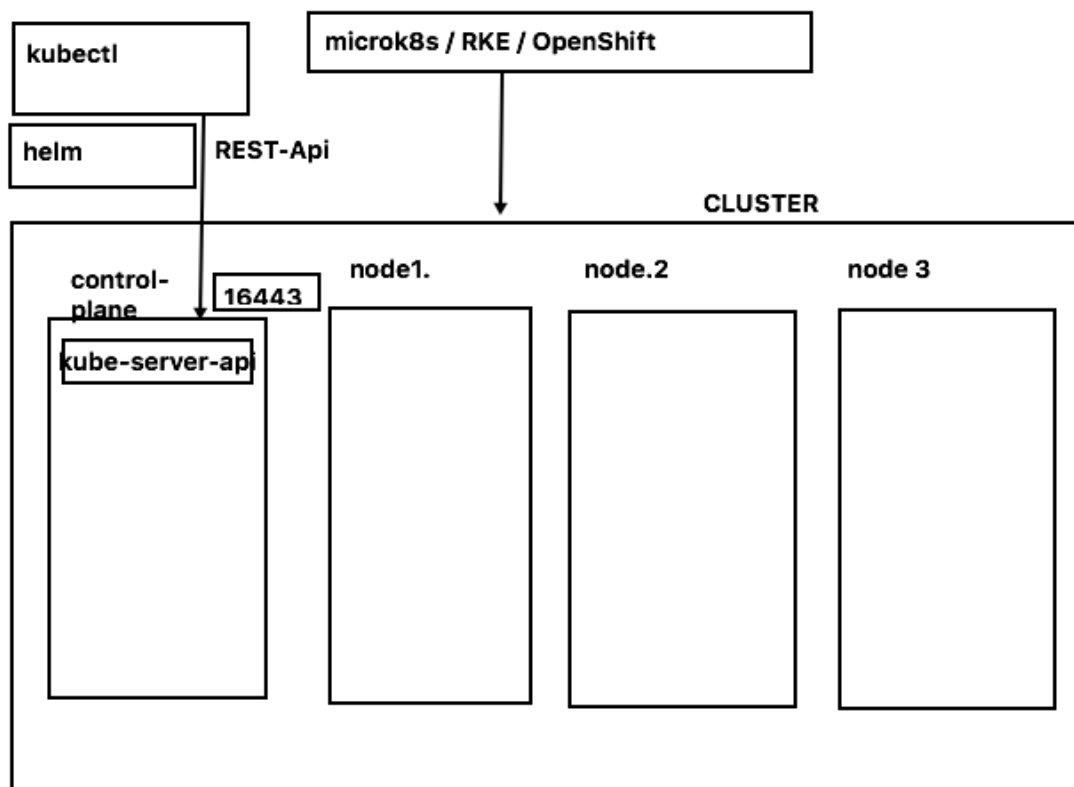 kubectl
microk8s / RKE / OpenShift
helm
REST-Api
CLUSTER
control-
plane
16443
node1.
node.2
node 3
kube-server-api